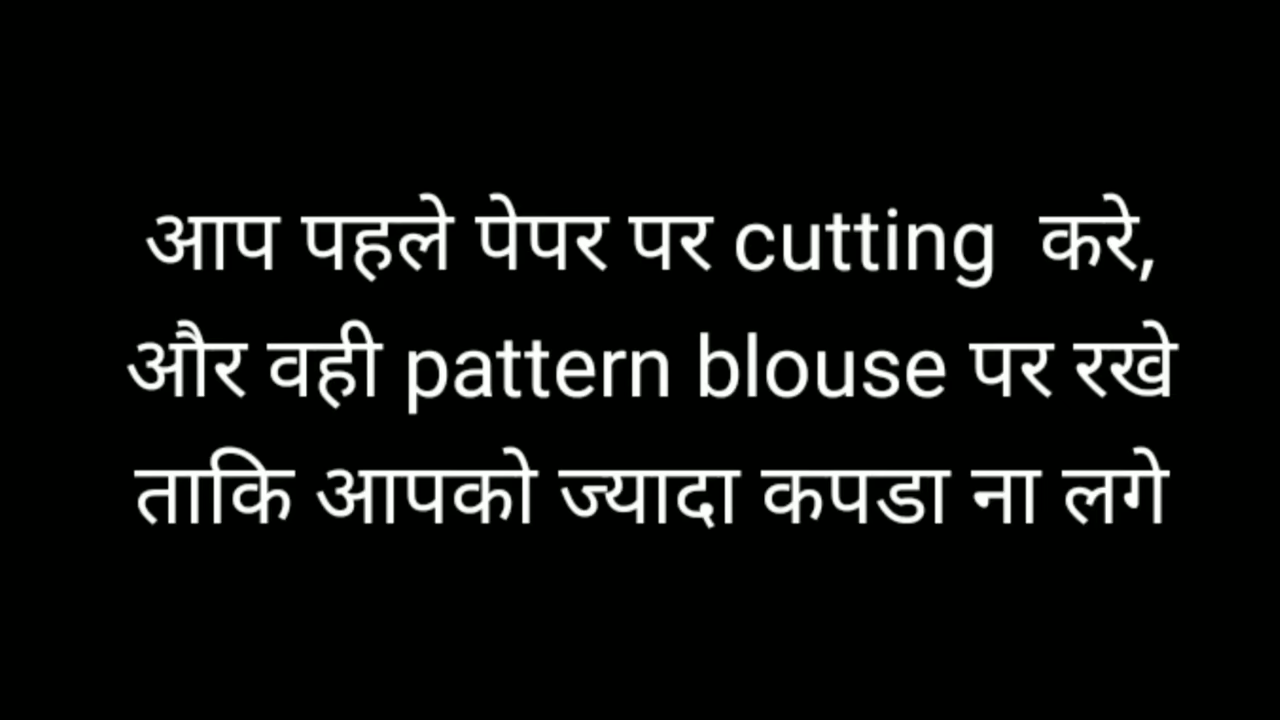 आप पहले पेपर पर cutting  करे,
और वही pattern blouse पर रखे
ताकि आपको ज्यादा कपडा ना लगे